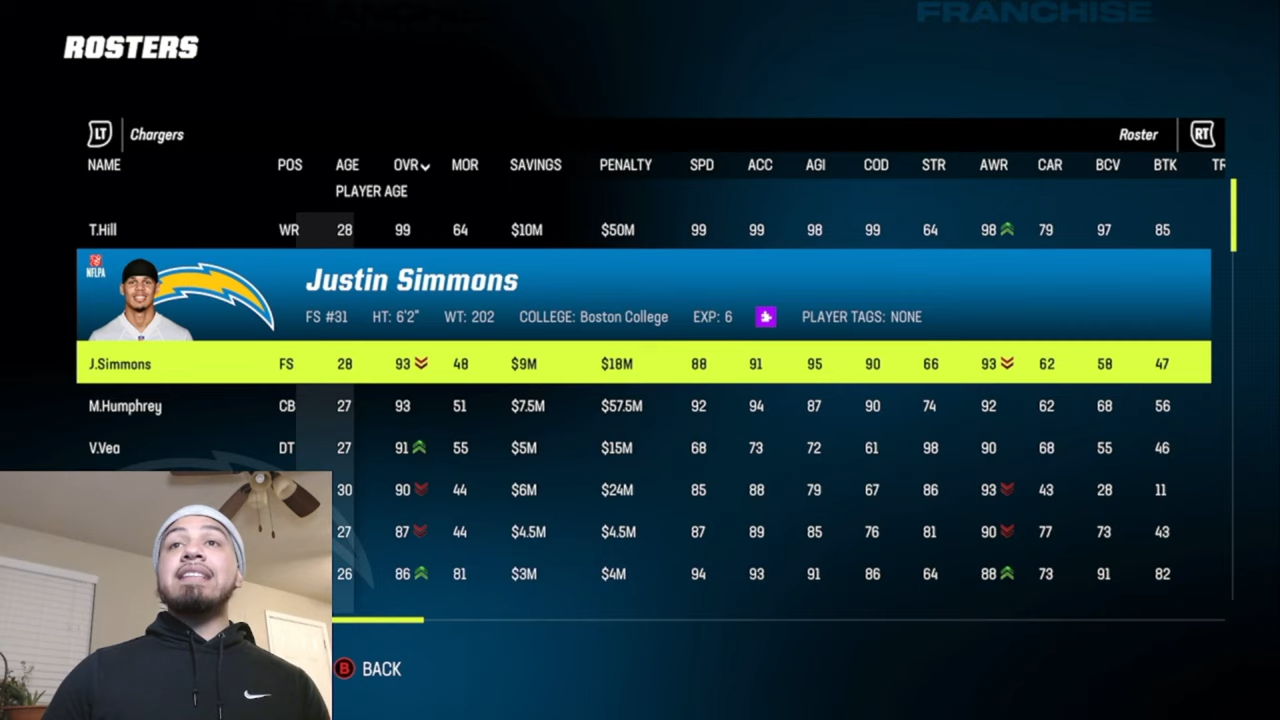 FRANCHISE
ROSTERS
LT Chargers Roster RT
NAME POS AGE OVR MOR SAVINGS PENALTY SPD ACC AGI COD STR AWR CAR BCV BTK
PLAYER AGE
T.Hill WR 28 99 64 $10M $50M 99 99 98 99 64 98 79 97 85
NFLPA
Justin Simmons
FS #31 HT: 6'2" WT: 202 COLLEGE: Boston College EXP: 6 PLAYER TAGS: NONE
J.Simmons FS 28 93 48 $9M $18M 88 91 95 90 66 93 62 58 47
M.Humphrey CB 27 93 51 $7.5M $57.5M 92 94 87 90 74 92 62 68 56
V.Vea DT 27 91 55 $5M $15M 68 73 72 61 98 90 68 55 46
30 90 44 $6M $24M 85 88 79 67 86 93 43 28 11
27 87 44 $4.5M $4.5M 87 89 85 76 81 90 77 73 43
26 86 81 $3M $4M 94 93 91 86 64 88 73 91 82
B BACK